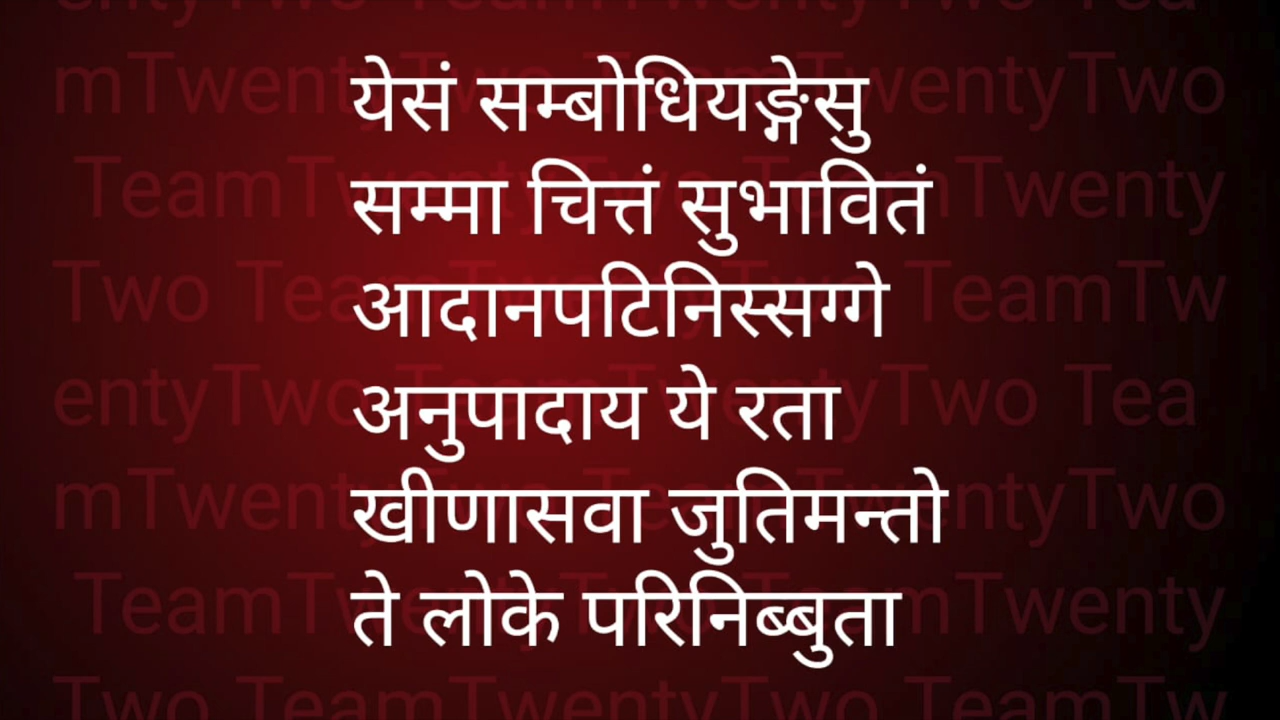 येसं सम्बोधियङ्गेसु
सम्मा चित्तं सुभावितं
आदानपटिनिस्सग्गे
अनुपादाय ये रता
खीणासवा जुतिमन्तो
ते लोके परिनिब्बुता